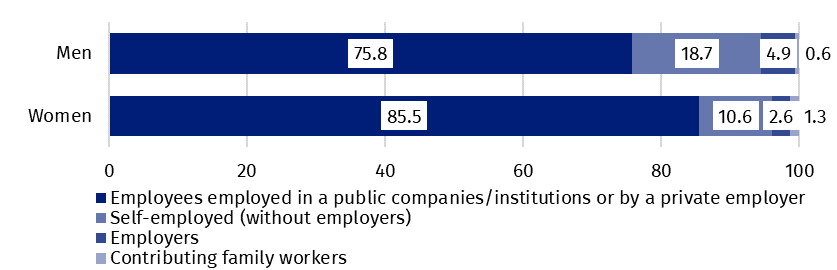 Men 75.8 18.7 4.9 0.6
Women 85.5 10.6 2.6 1.3
0 20 40 60 80 100
Employees employed in a public companies/institutions or by a private employer
Self-employed (without employers)
Employers
Contributing family workers